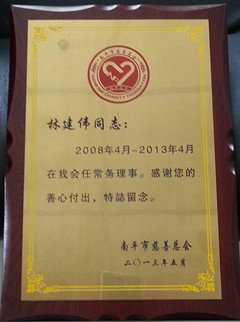 林建伟同志：
2008年4月-2013年4月
在我会任常务理事。感谢您的
善心付出，特誌留念。
南平市慈善总会
二〇一三年五月